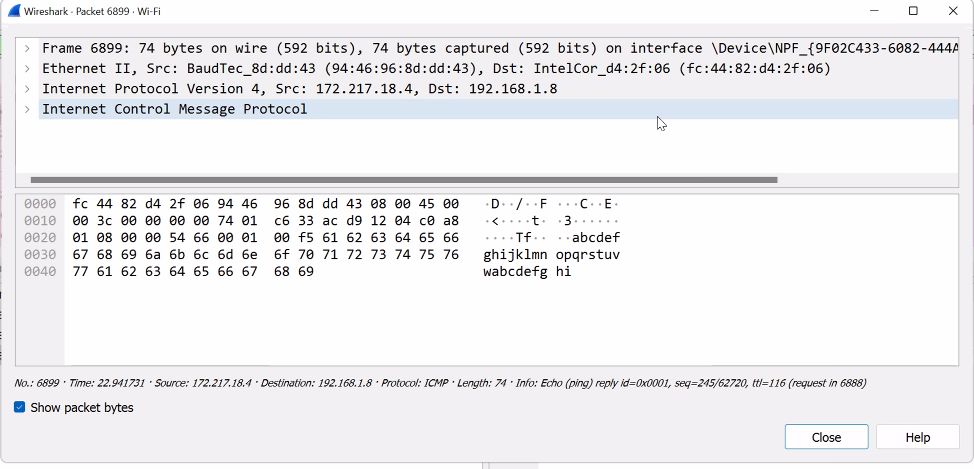 Wireshark · Packet 6899 · Wi-Fi
Frame 6899: 74 bytes on wire (592 bits), 74 bytes captured (592 bits) on interface \Device\NPF_{9F02C433-6082-444A
Ethernet II, Src: BaudTec_8d:dd:43 (94:46:96:8d:dd:43), Dst: IntelCor_d4:2f:06 (fc:44:82:d4:2f:06)
Internet Protocol Version 4, Src: 172.217.18.4, Dst: 192.168.1.8
Internet Control Message Protocol
0000 fc 44 82 d4 2f 06 94 46 96 8d dd 43 08 00 45 00 ·D··/··F ···C··E·
0010 00 3c 00 00 00 00 74 01 c6 33 ac d9 12 04 c0 a8 ·<····t· ·3······
0020 01 08 00 00 54 66 00 01 00 f5 61 62 63 64 65 66 ····Tf·· ··abcdef
0030 67 68 69 6a 6b 6c 6d 6e 6f 70 71 72 73 74 75 76 ghijklmn opqrstuv
0040 77 61 62 63 64 65 66 67 68 69 wabcdefg hi
No.: 6899 · Time: 22.941731 · Source: 172.217.18.4 · Destination: 192.168.1.8 · Protocol: ICMP · Length: 74 · Info: Echo (ping) reply id=0x0001, seq=245/62720, ttl=116 (request in 6888)
Show packet bytes
Close Help